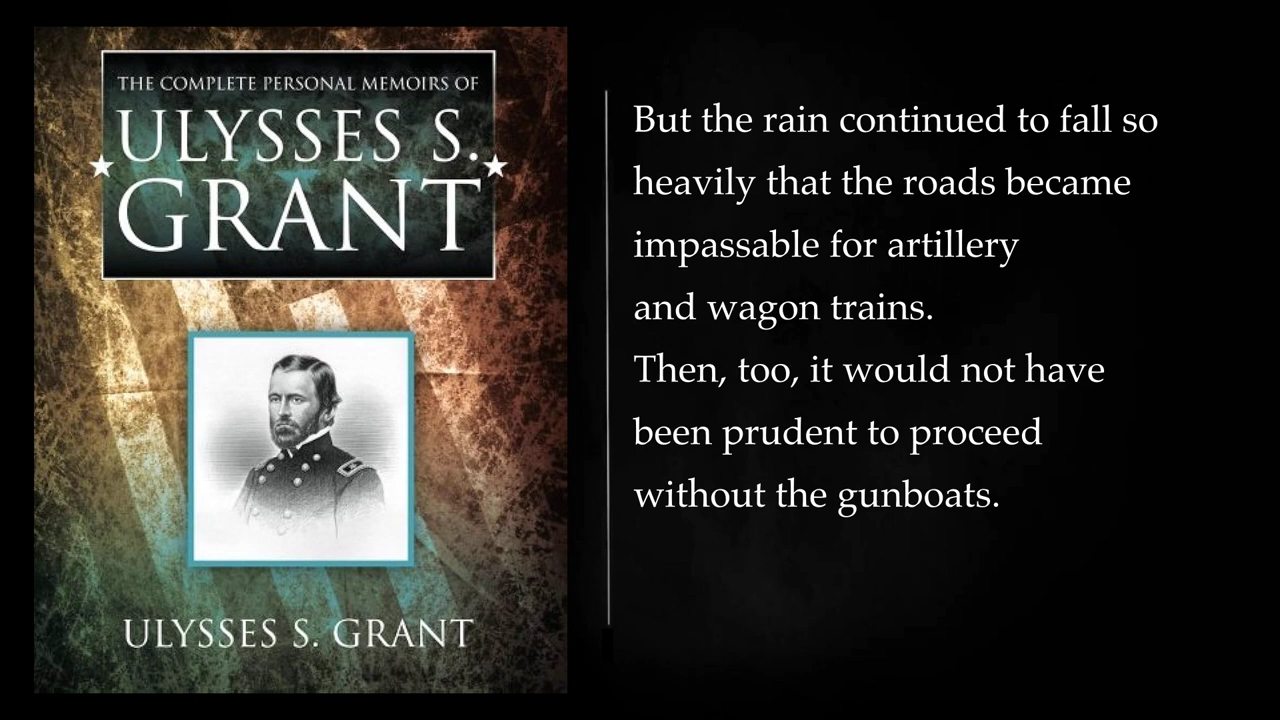 THE COMPLETE PERSONAL MEMOIRS OF
ULYSSES S.
GRANT
ULYSSES S. GRANT
But the rain continued to fall so
heavily that the roads became
impassable for artillery
and wagon trains.
Then, too, it would not have
been prudent to proceed
without the gunboats.